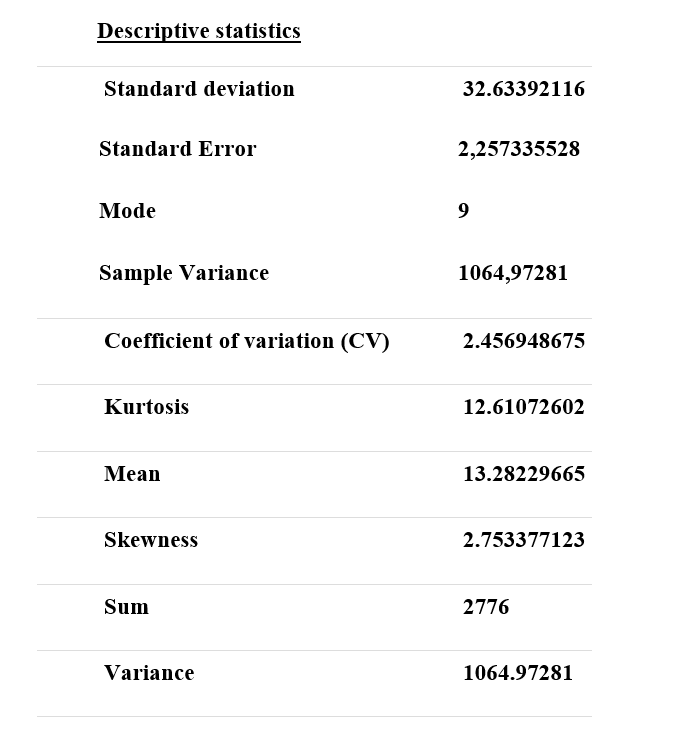 Descriptive statistics
Standard deviation 32.63392116
Standard Error 2,257335528
Mode 9
Sample Variance 1064,97281
Coefficient of variation (CV) 2.456948675
Kurtosis 12.61072602
Mean 13.28229665
Skewness 2.753377123
Sum 2776
Variance 1064.97281